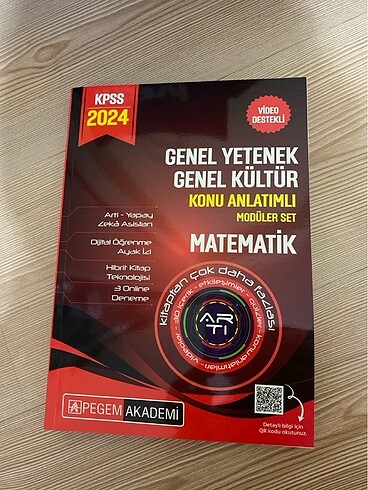 KPSS
2024
VİDEO
DESTEKLİ
GENEL YETENEK
GENEL KÜLTÜR
KONU ANLATIMLI
MODÜLER SET
MATEMATİK
Arti - Yapay
Zekâ Asistan
Dijital Öğrenme
Ayak İzi
Hibrit Kitap
Teknolojisi
3 Online
Deneme
kitaptan çok daha fazlası
ARTI
PEGEM AKADEMİ
Detaylı bilgi için
QR kodu okutunuz.